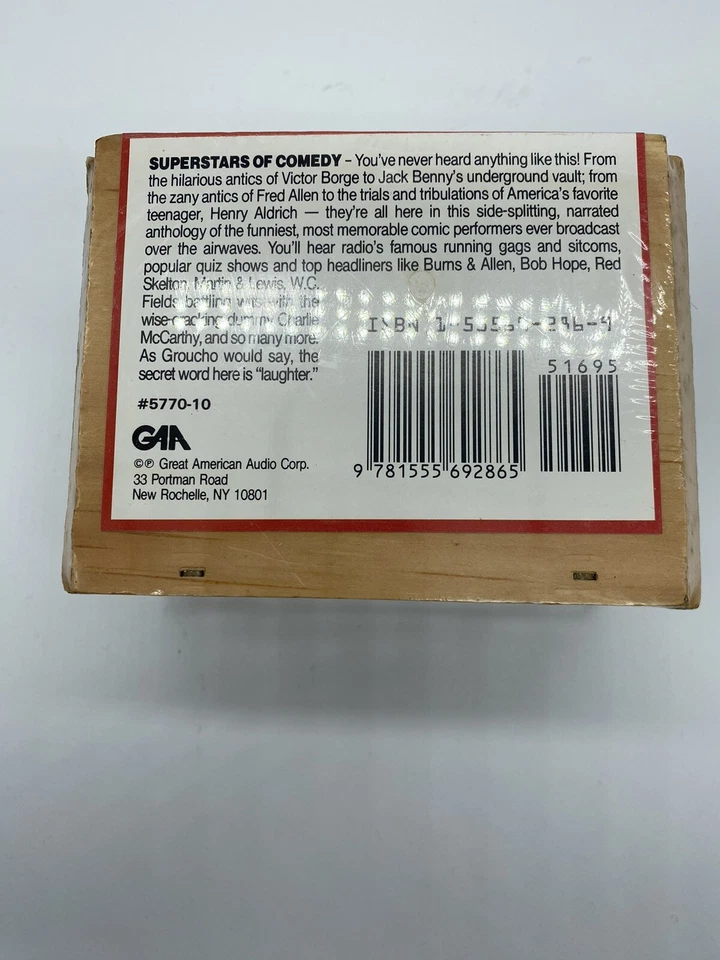 SUPERSTARS OF COMEDY – You've never heard anything like this! From
the hilarious antics of Victor Borge to Jack Benny's underground vault; from
the zany antics of Fred Allen to the trials and tribulations of America's favorite
teenager, Henry Aldrich — they're all here in this side-splitting, narrated
anthology of the funniest, most memorable comic performers ever broadcast
over the airwaves. You'll hear radio's famous running gags and sitcoms,
popular quiz shows and top headliners like Burns & Allen, Bob Hope, Red
Skelton, Martin & Lewis, W.C.
Fields battling wits with the
wise-cracking dummy Charlie
McCarthy, and so many more.
As Groucho would say, the
secret word here is "laughter."
ISBN 1-55569-286-9
51695
9 781555 692865
#5770-10
GAA
©℗ Great American Audio Corp.
33 Portman Road
New Rochelle, NY 10801